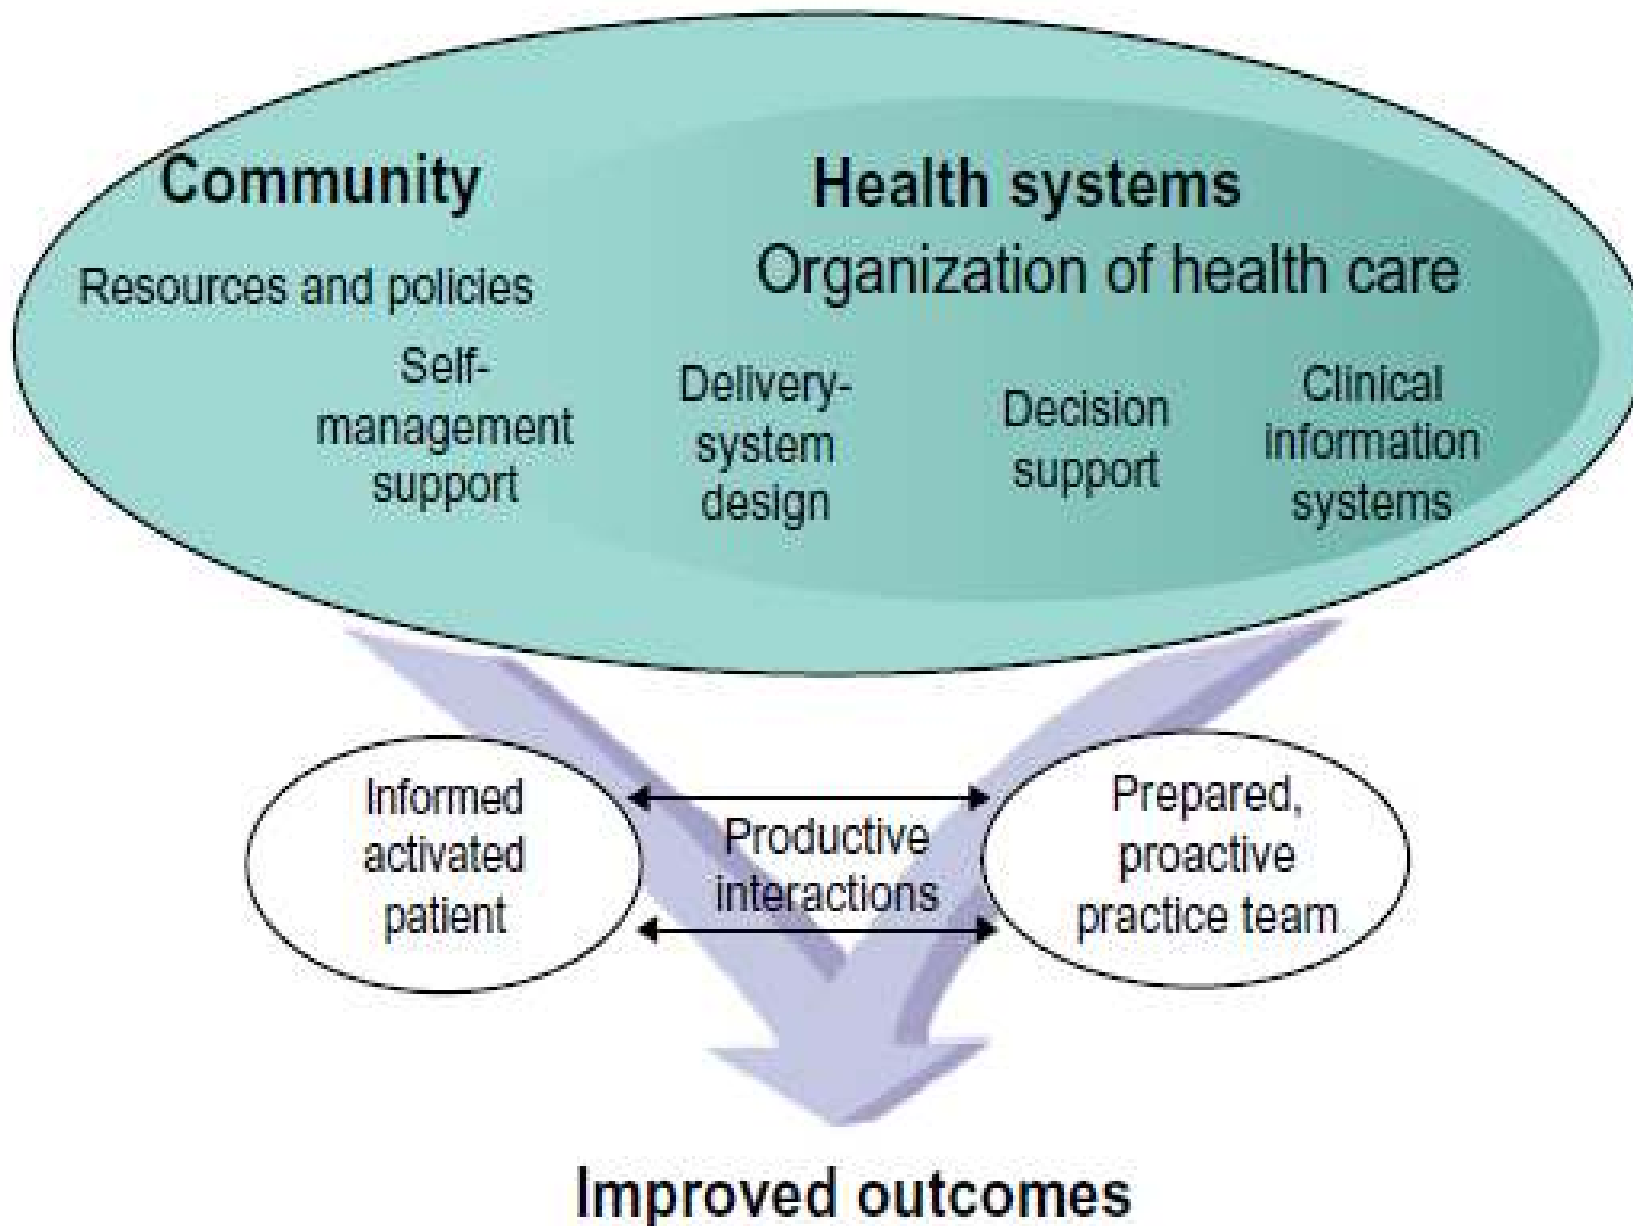 Community
Resources and policies
Health systems
Organization of health care
Self-
management
support
Delivery-
system
design
Decision
support
Clinical
information
systems
Informed
activated
patient
Productive
interactions
Prepared,
proactive
practice team
Improved outcomes